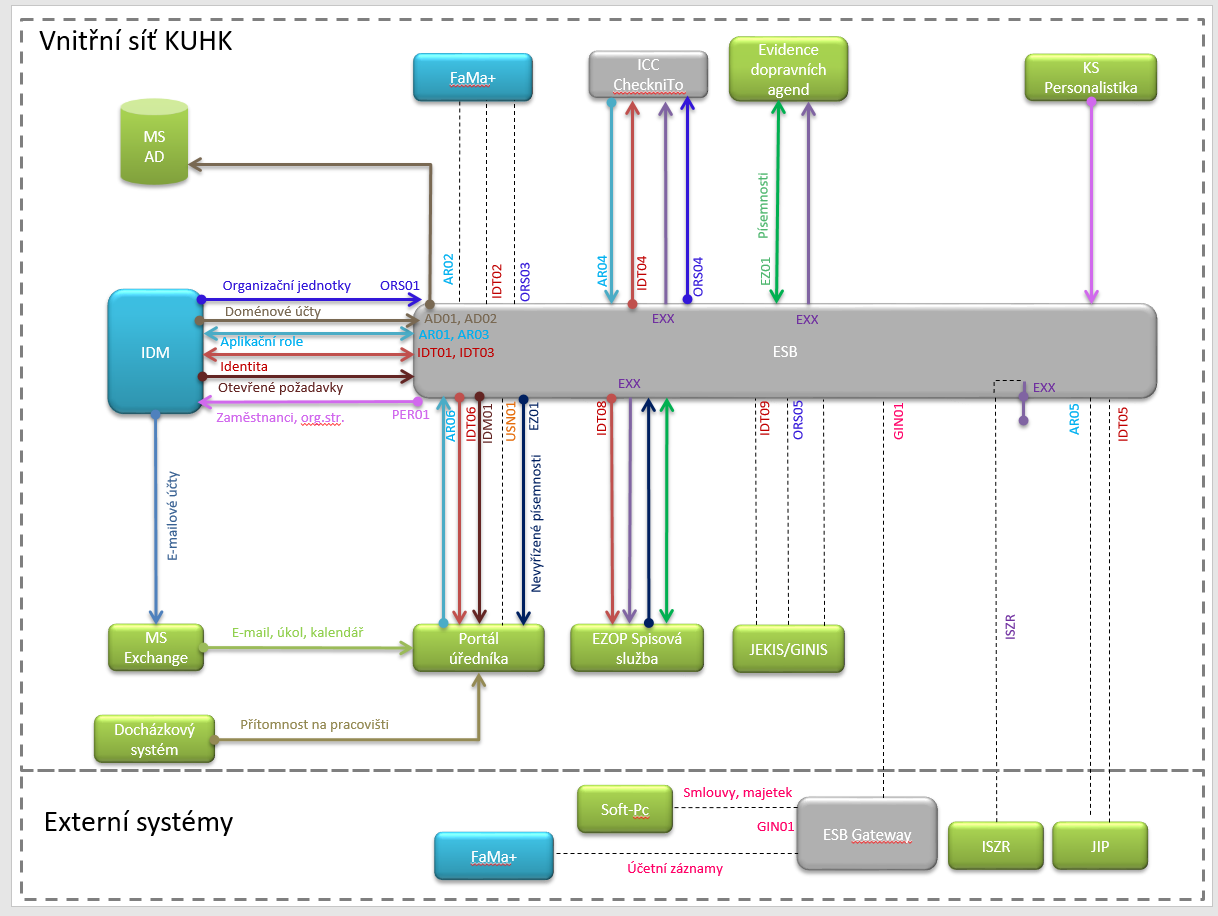 Vnitřní síť KUHK
FaMa+
ICC
CheckniTo
Evidence
dopravních
agend
KS
Personalistika
MS
AD
AR02
IDT02
ORS03
AR04
IDT04
ORS04
Písemnosti
EZ01
Organizační jednotky
ORS01
Doménové účty
Aplikační role
Identita
Otevřené požadavky
Zaměstnanci, org.str.
PER01
IDM
AD01, AD02
AR01, AR03
IDT01, IDT03
EXX
EXX
ESB
EXX
EXX
AR06
IDT06
IDM01
USN01
EZ01
Nevyřízené písemnosti
IDT08
IDT09
ORS05
GIN01
AR05
IDT05
E-mailové účty
ISZR
MS
Exchange
E-mail, úkol, kalendář
Portál
úředníka
EZOP Spisová
služba
JEKIS/GINIS
Docházkový
systém
Přítomnost na pracovišti
Externí systémy
Soft-Pc
Smlouvy, majetek
GIN01
FaMa+
Účetní záznamy
ESB Gateway
ISZR
JIP